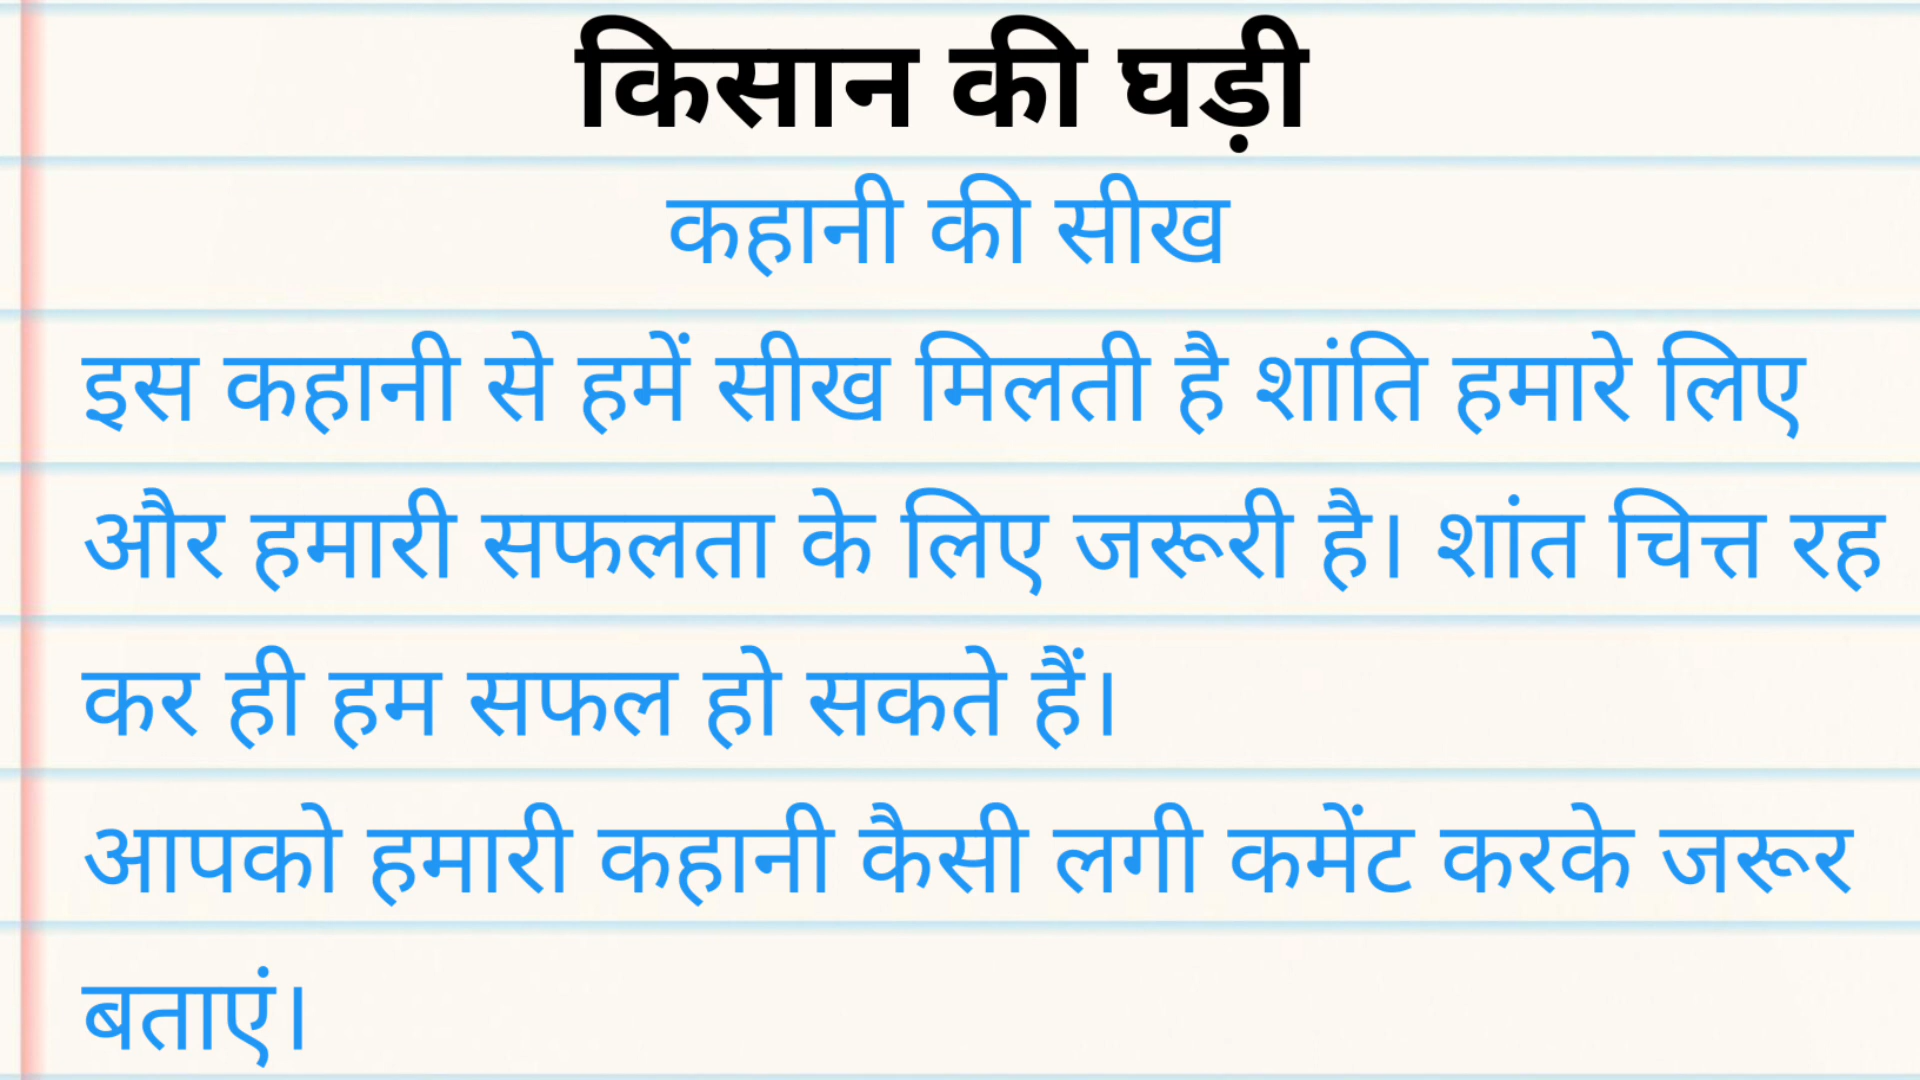 किसान की घड़ी
कहानी की सीख
इस कहानी से हमें सीख मिलती है शांति हमारे लिए
और हमारी सफलता के लिए जरूरी है। शांत चित्त रह
कर ही हम सफल हो सकते हैं।
आपको हमारी कहानी कैसी लगी कमेंट करके जरूर
बताएं।